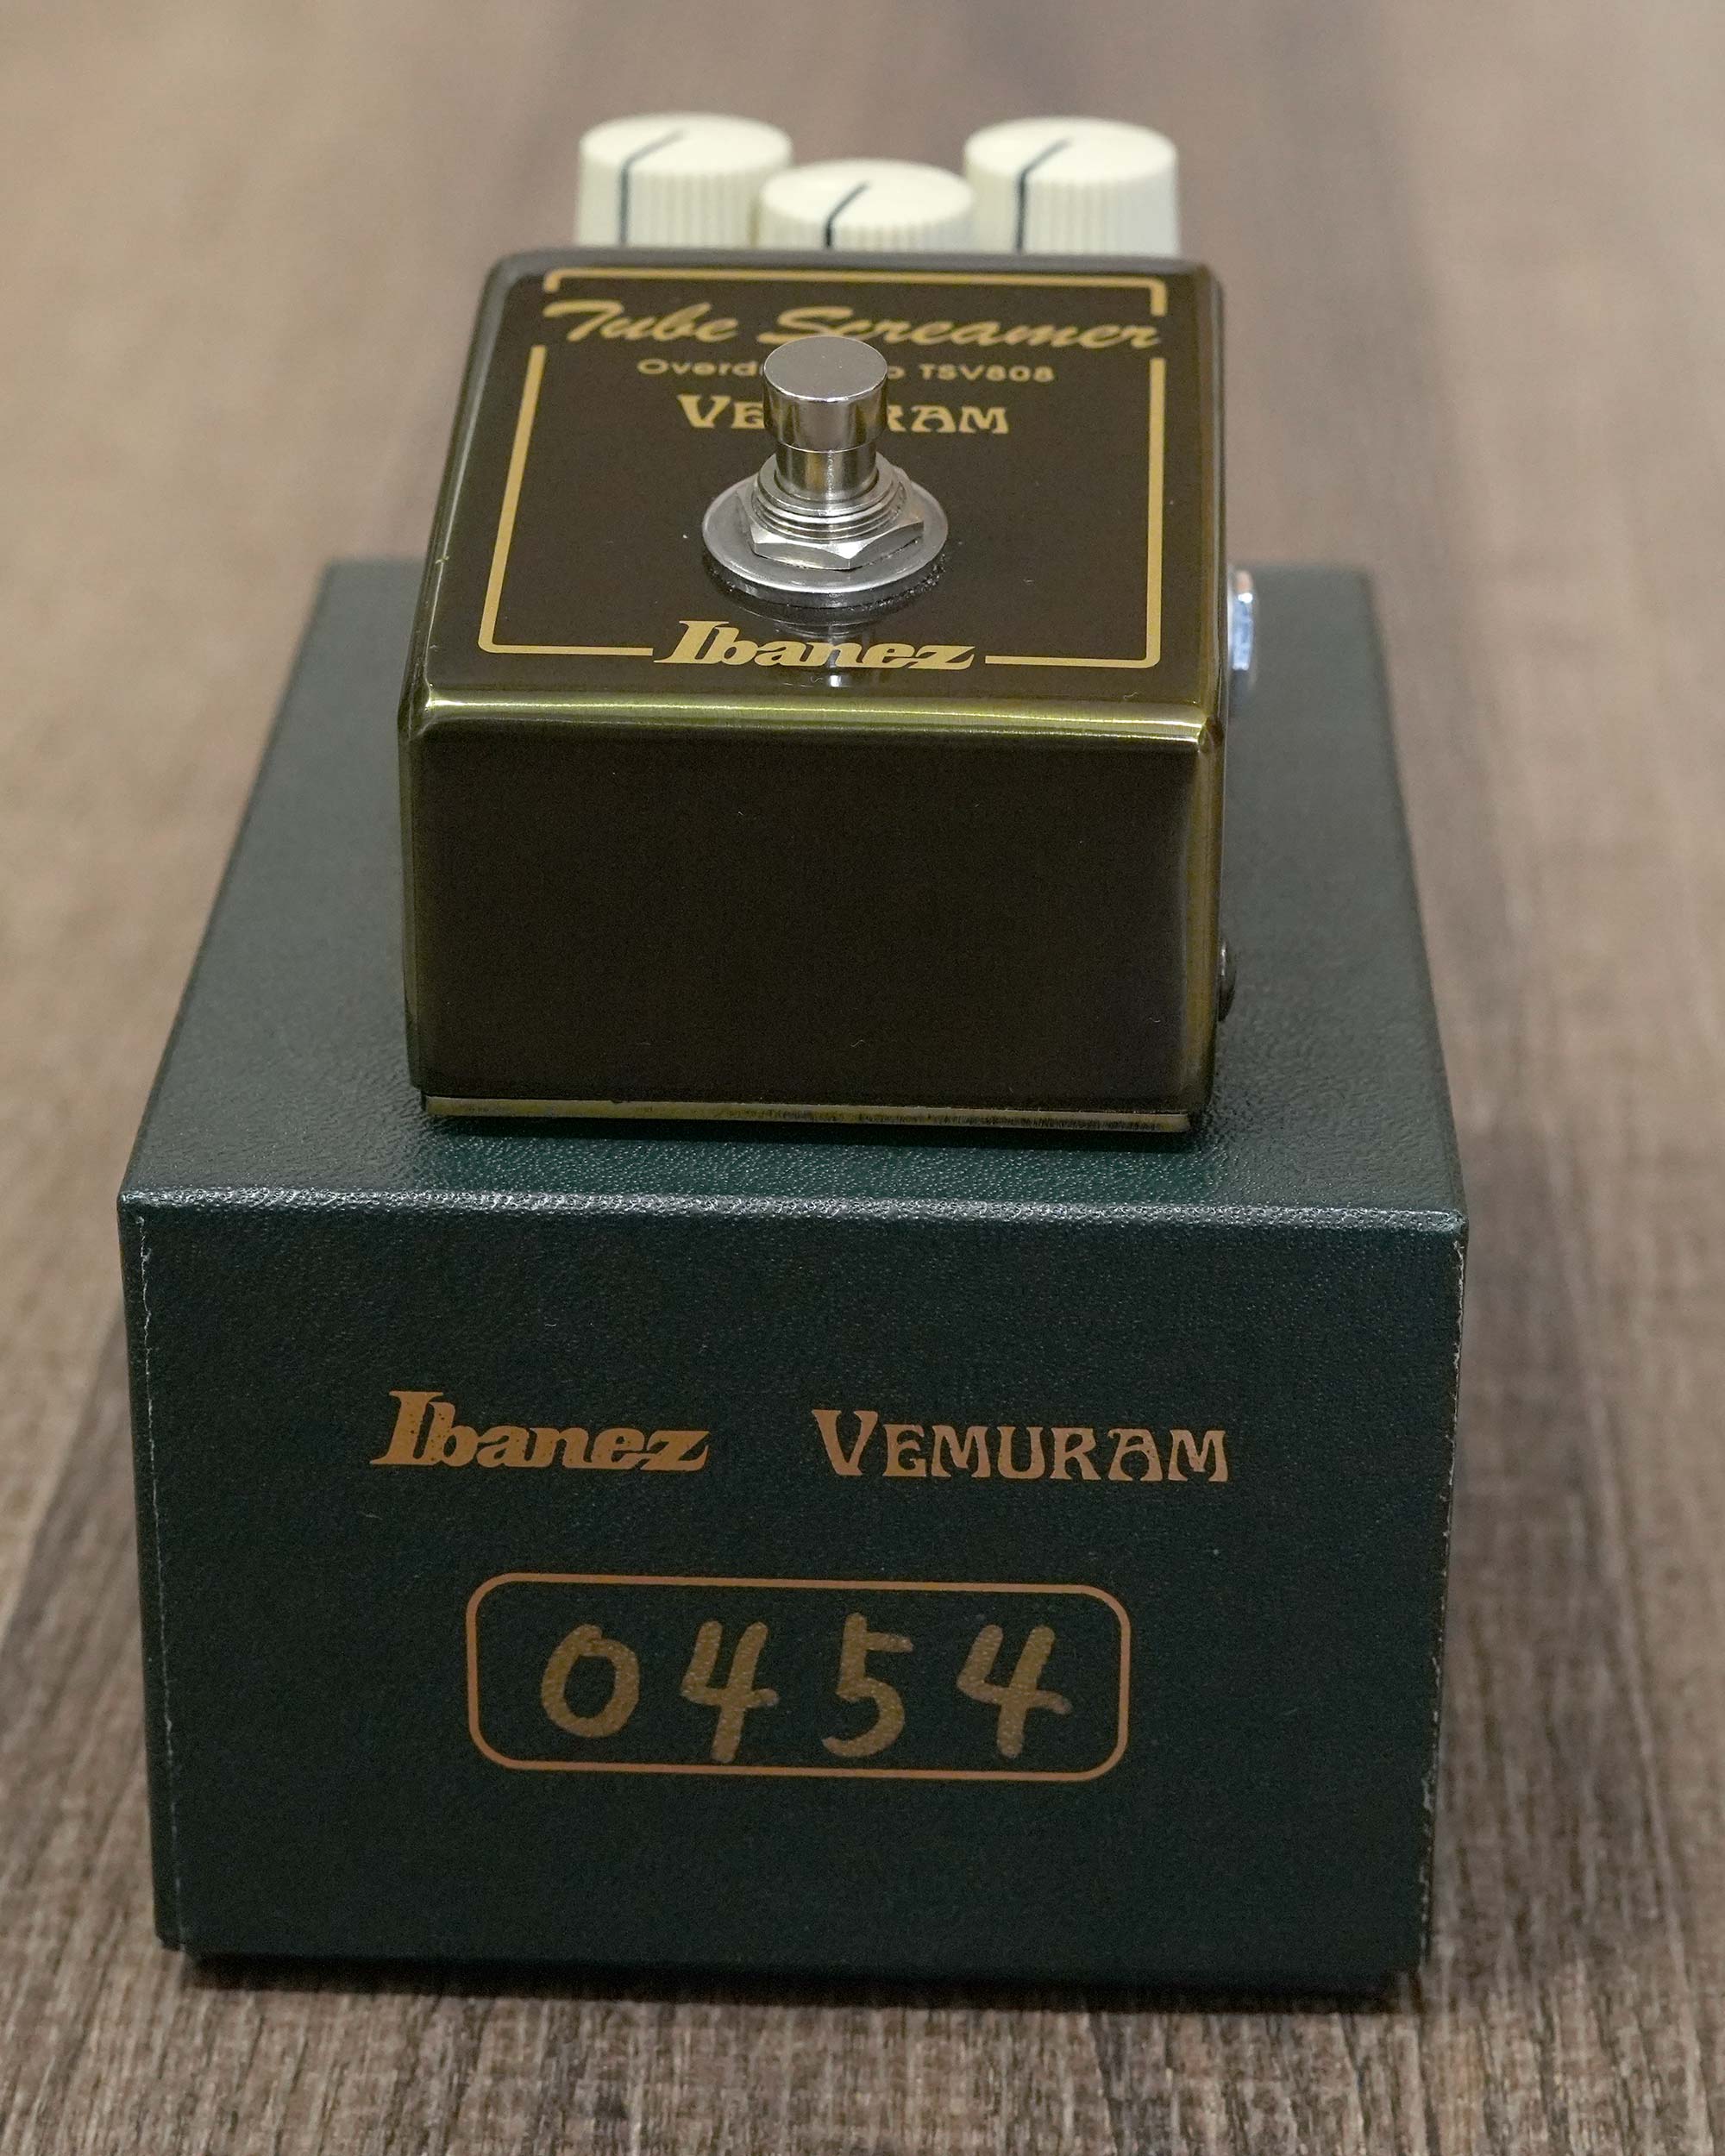 Tube Screamer
TSV808
Ibanez
Ibanez VEMURAM
0454